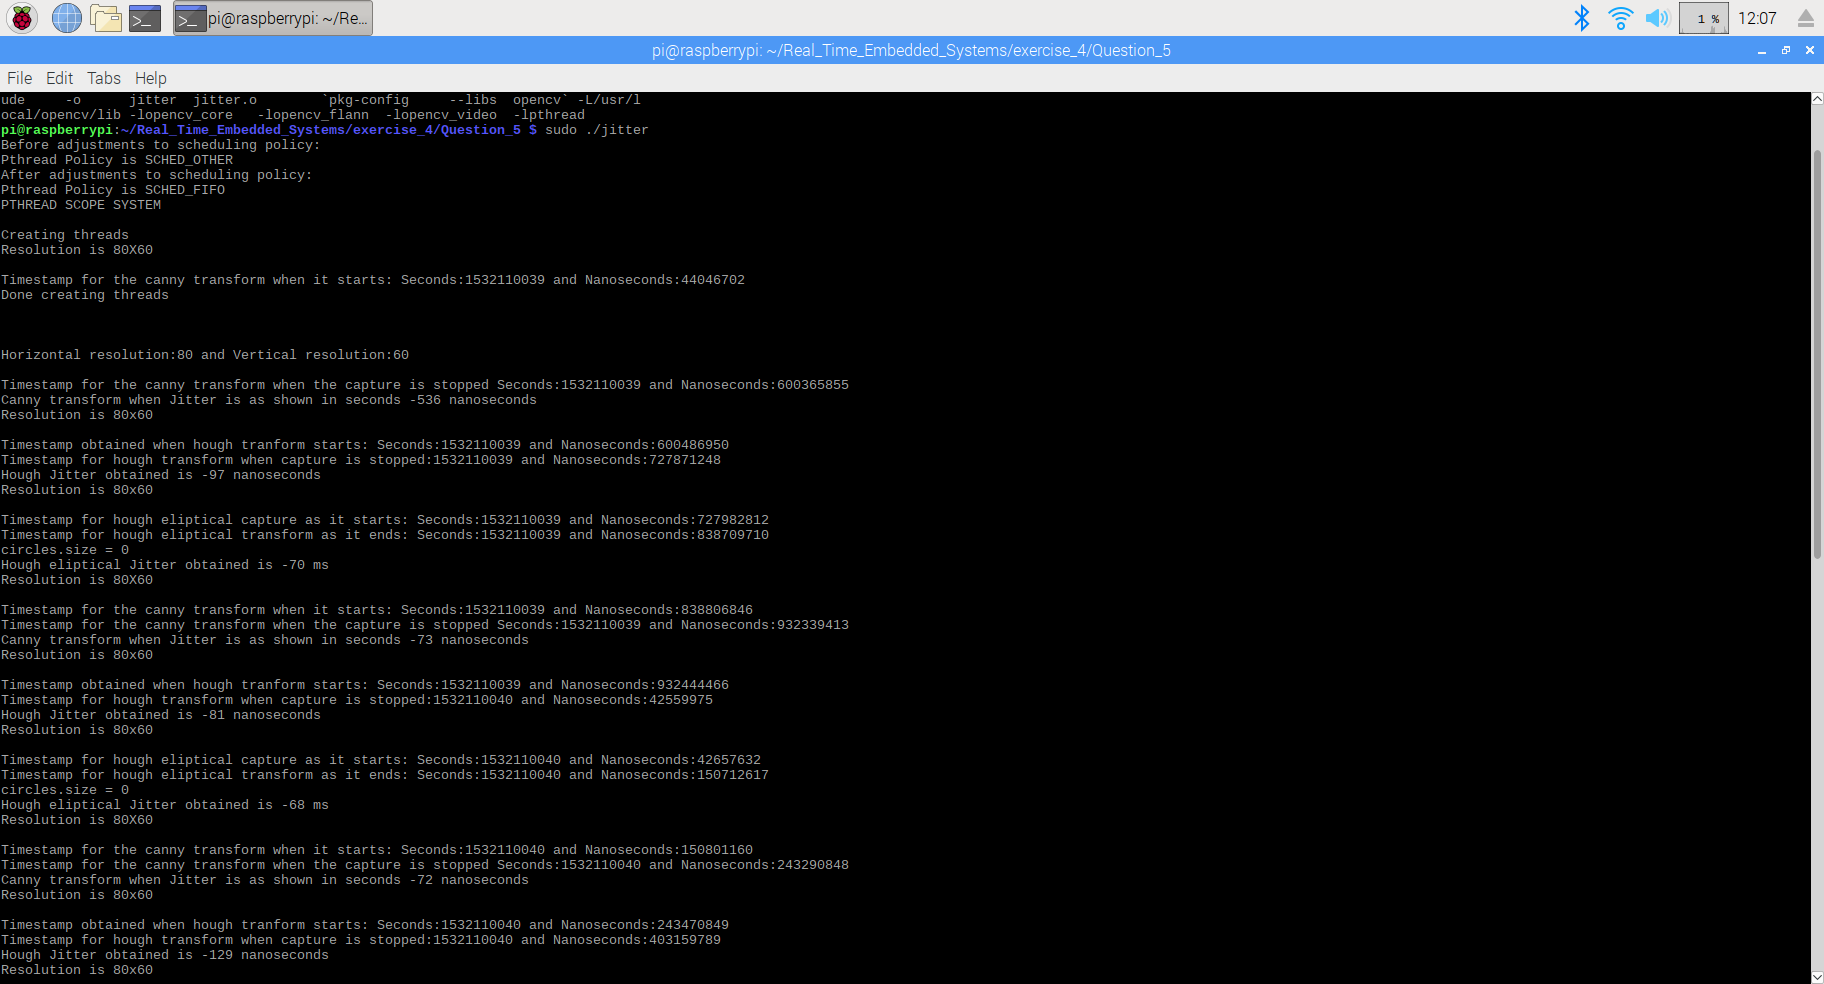 pi@raspberrypi: ~/Re...
1 %
12:07
pi@raspberrypi: ~/Real_Time_Embedded_Systems/exercise_4/Question_5
File Edit Tabs Help
ude     -o      jitter  jitter.o        `pkg-config     --libs  opencv` -L/usr/l
ocal/opencv/lib -lopencv_core   -lopencv_flann  -lopencv_video  -lpthread
pi@raspberrypi:~/Real_Time_Embedded_Systems/exercise_4/Question_5 $ sudo ./jitter
Before adjustments to scheduling policy:
Pthread Policy is SCHED_OTHER
After adjustments to scheduling policy:
Pthread Policy is SCHED_FIFO
PTHREAD SCOPE SYSTEM
Creating threads
Resolution is 80X60
Timestamp for the canny transform when it starts: Seconds:1532110039 and Nanoseconds:44046702
Done creating threads
Horizontal resolution:80 and Vertical resolution:60
Timestamp for the canny transform when the capture is stopped Seconds:1532110039 and Nanoseconds:600365855
Canny transform when Jitter is as shown in seconds -536 nanoseconds
Resolution is 80x60
Timestamp obtained when hough tranform starts: Seconds:1532110039 and Nanoseconds:600486950
Timestamp for hough transform when capture is stopped:1532110039 and Nanoseconds:727871248
Hough Jitter obtained is -97 nanoseconds
Resolution is 80x60
Timestamp for hough eliptical capture as it starts: Seconds:1532110039 and Nanoseconds:727982812
Timestamp for hough eliptical transform as it ends: Seconds:1532110039 and Nanoseconds:838709710
circles.size = 0
Hough eliptical Jitter obtained is -70 ms
Resolution is 80X60
Timestamp for the canny transform when it starts: Seconds:1532110039 and Nanoseconds:838806846
Timestamp for the canny transform when the capture is stopped Seconds:1532110039 and Nanoseconds:932339413
Canny transform when Jitter is as shown in seconds -73 nanoseconds
Resolution is 80x60
Timestamp obtained when hough tranform starts: Seconds:1532110039 and Nanoseconds:932444466
Timestamp for hough transform when capture is stopped:1532110040 and Nanoseconds:42559975
Hough Jitter obtained is -81 nanoseconds
Resolution is 80x60
Timestamp for hough eliptical capture as it starts: Seconds:1532110040 and Nanoseconds:42657632
Timestamp for hough eliptical transform as it ends: Seconds:1532110040 and Nanoseconds:150712617
circles.size = 0
Hough eliptical Jitter obtained is -68 ms
Resolution is 80X60
Timestamp for the canny transform when it starts: Seconds:1532110040 and Nanoseconds:150801160
Timestamp for the canny transform when the capture is stopped Seconds:1532110040 and Nanoseconds:243290848
Canny transform when Jitter is as shown in seconds -72 nanoseconds
Resolution is 80x60
Timestamp obtained when hough tranform starts: Seconds:1532110040 and Nanoseconds:243470849
Timestamp for hough transform when capture is stopped:1532110040 and Nanoseconds:403159789
Hough Jitter obtained is -129 nanoseconds
Resolution is 80x60